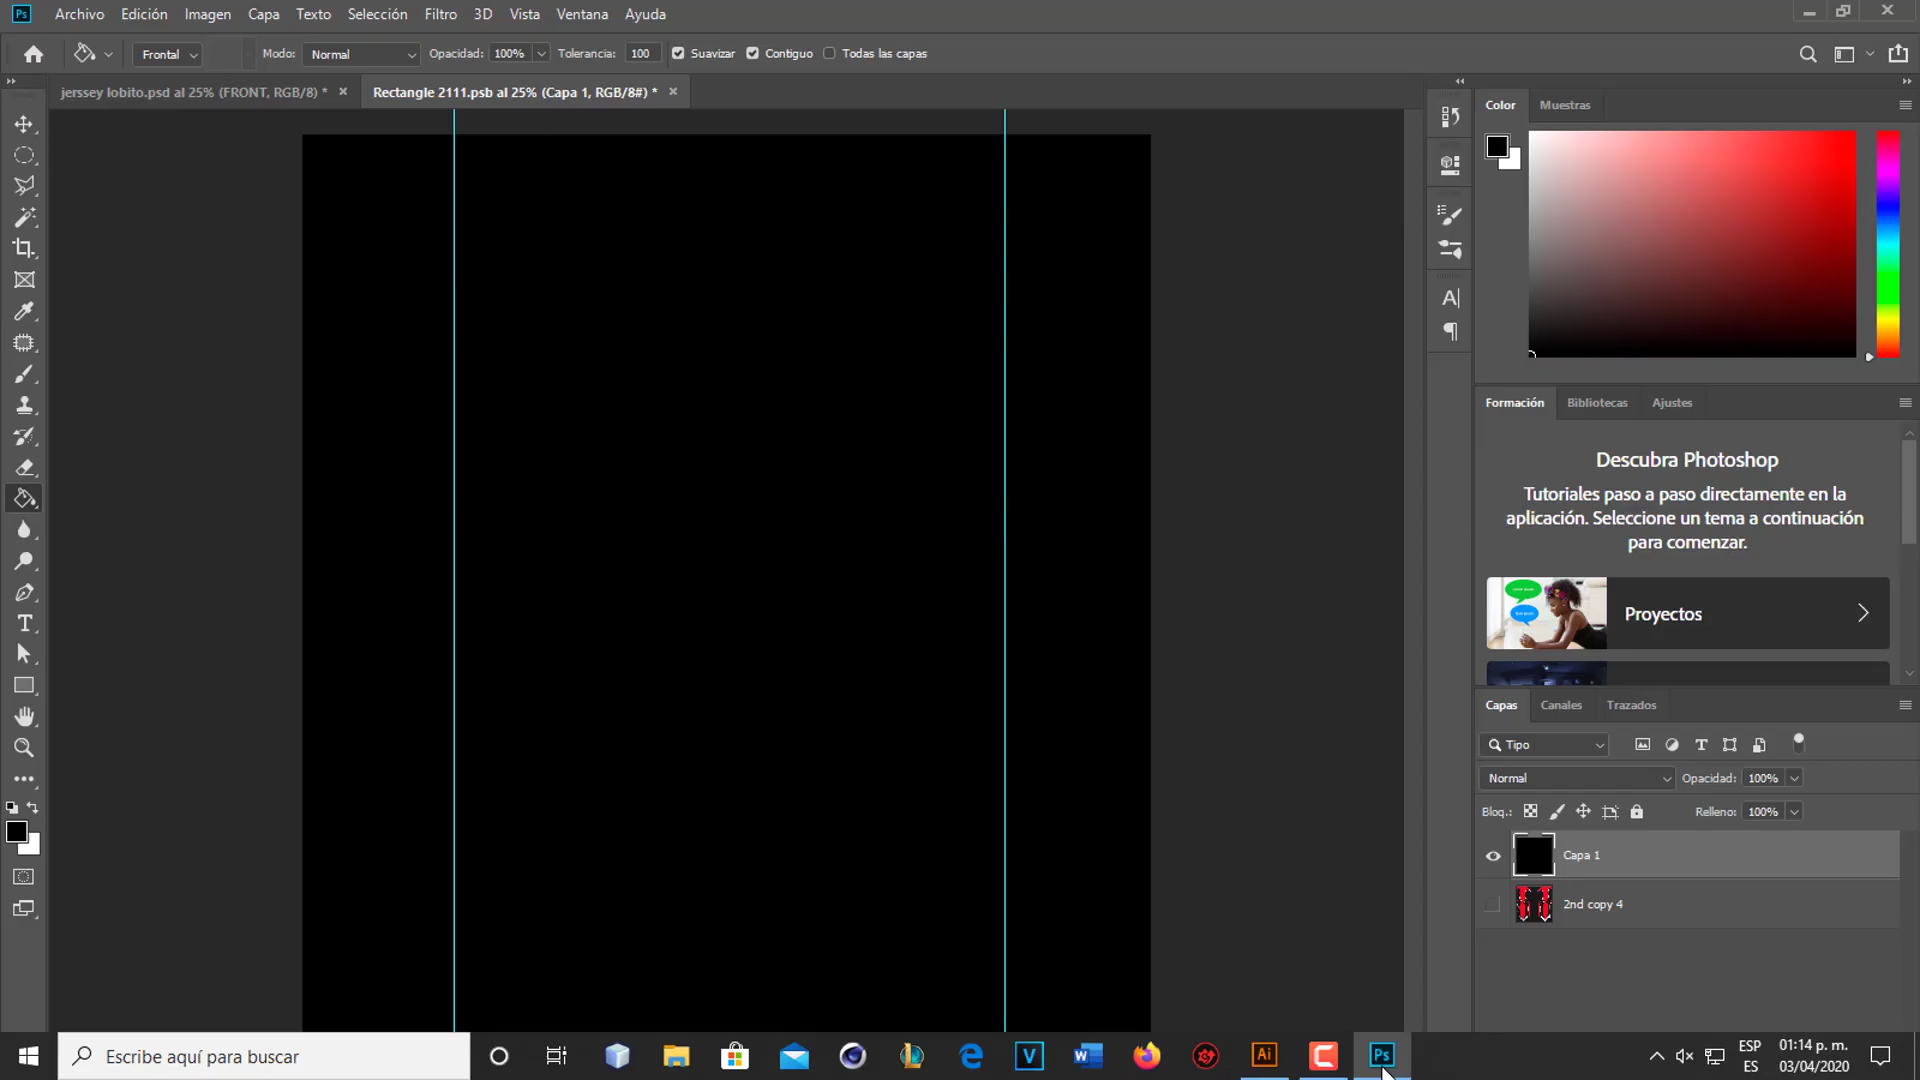 Ps Archivo Edición Imagen Capa Texto Selección Filtro 3D Vista Ventana Ayuda
Frontal Modo: Normal Opacidad: 100% Tolerancia: 100 Suavizar Contiguo Todas las capas
jerssey lobito.psd al 25% (FRONT, RGB/8) * Rectangle 2111.psb al 25% (Capa 1, RGB/8#) *
Color Muestras
Formación Bibliotecas Ajustes
Descubra Photoshop
Tutoriales paso a paso directamente en la
aplicación. Seleccione un tema a continuación
para comenzar.
Proyectos
Capas Canales Trazados
Tipo
Normal Opacidad: 100%
Bloq.: Relleno: 100%
Capa 1
2nd copy 4
Escribe aquí para buscar
ESP
ES
01:14 p. m.
03/04/2020